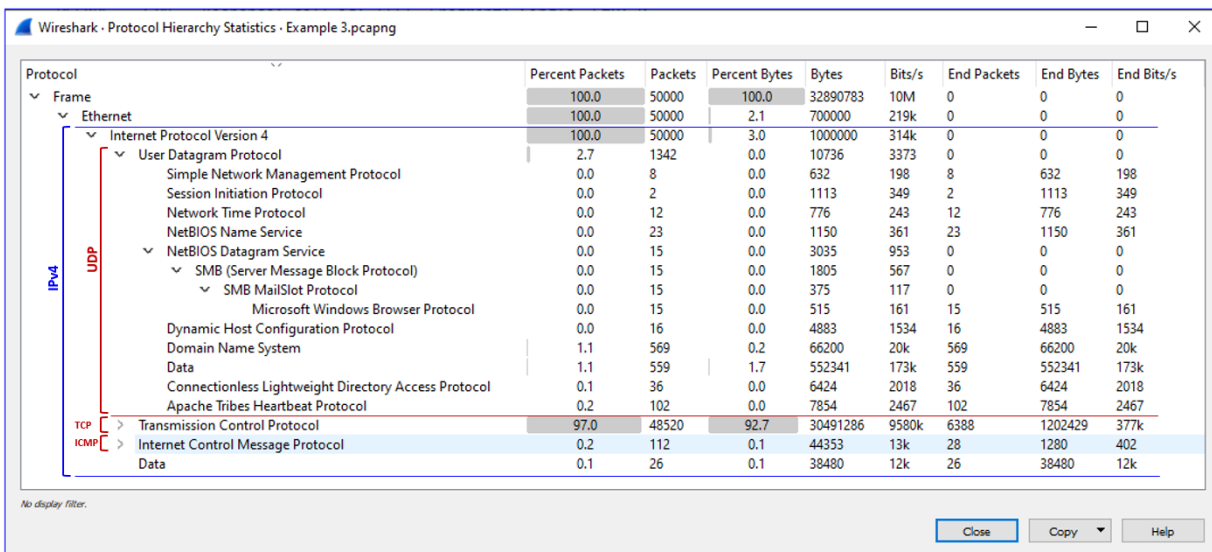 Wireshark · Protocol Hierarchy Statistics · Example 3.pcapng
Protocol Percent Packets Packets Percent Bytes Bytes Bits/s End Packets End Bytes End Bits/s
Frame 100.0 50000 100.0 32890783 10M 0 0 0
Ethernet 100.0 50000 2.1 700000 219k 0 0 0
Internet Protocol Version 4 100.0 50000 3.0 1000000 314k 0 0 0
User Datagram Protocol 2.7 1342 0.0 10736 3373 0 0 0
Simple Network Management Protocol 0.0 8 0.0 632 198 8 632 198
Session Initiation Protocol 0.0 2 0.0 1113 349 2 1113 349
Network Time Protocol 0.0 12 0.0 776 243 12 776 243
NetBIOS Name Service 0.0 23 0.0 1150 361 23 1150 361
NetBIOS Datagram Service 0.0 15 0.0 3035 953 0 0 0
SMB (Server Message Block Protocol) 0.0 15 0.0 1805 567 0 0 0
SMB MailSlot Protocol 0.0 15 0.0 375 117 0 0 0
Microsoft Windows Browser Protocol 0.0 15 0.0 515 161 15 515 161
Dynamic Host Configuration Protocol 0.0 16 0.0 4883 1534 16 4883 1534
Domain Name System 1.1 569 0.2 66200 20k 569 66200 20k
Data 1.1 559 1.7 552341 173k 559 552341 173k
Connectionless Lightweight Directory Access Protocol 0.1 36 0.0 6424 2018 36 6424 2018
Apache Tribes Heartbeat Protocol 0.2 102 0.0 7854 2467 102 7854 2467
Transmission Control Protocol 97.0 48520 92.7 30491286 9580k 6388 1202429 377k
Internet Control Message Protocol 0.2 112 0.1 44353 13k 28 1280 402
Data 0.1 26 0.1 38480 12k 26 38480 12k
IPv4
UDP
TCP
ICMP
No display filter.
Close Copy Help